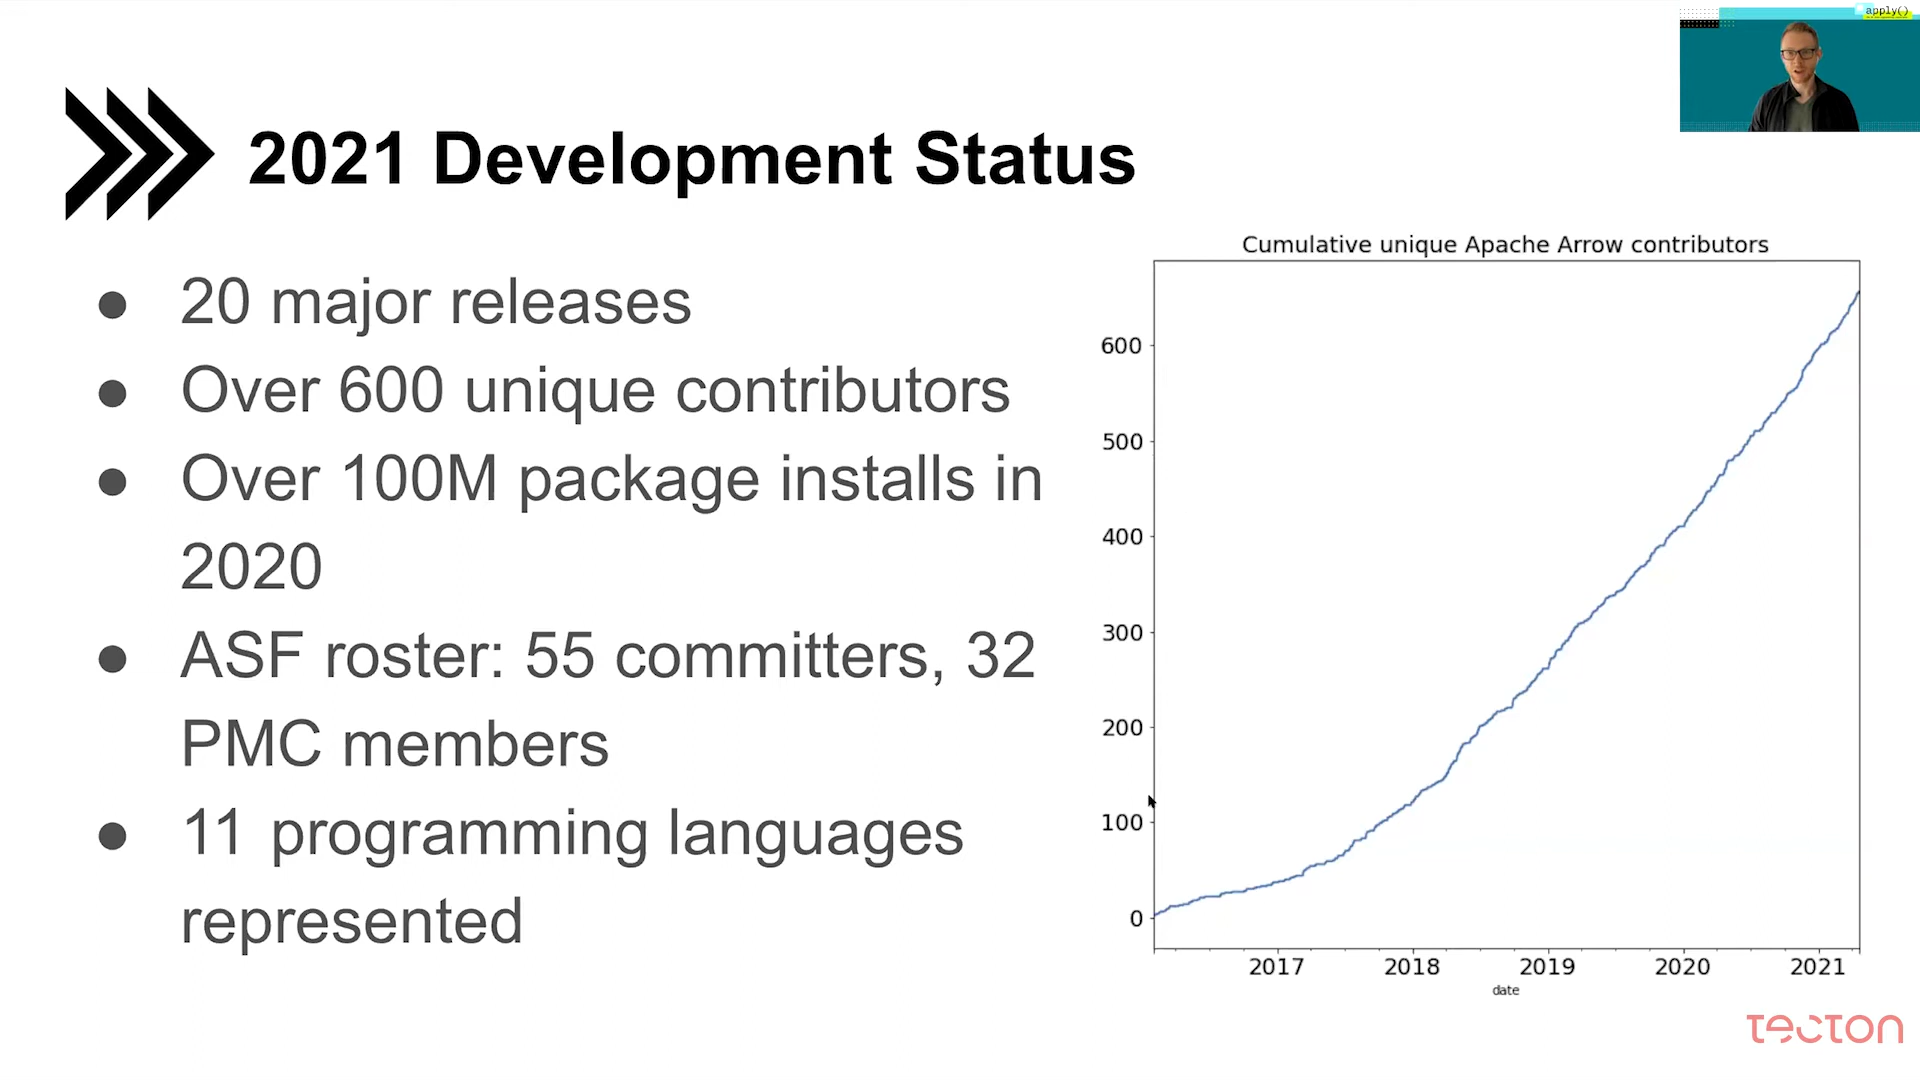 apply()
2021 Development Status
● 20 major releases
● Over 600 unique contributors
● Over 100M package installs in
2020
● ASF roster: 55 committers, 32
PMC members
● 11 programming languages
represented
Cumulative unique Apache Arrow contributors
600
500
400
300
200
100
0
2017 2018 2019 2020 2021
date
tecton